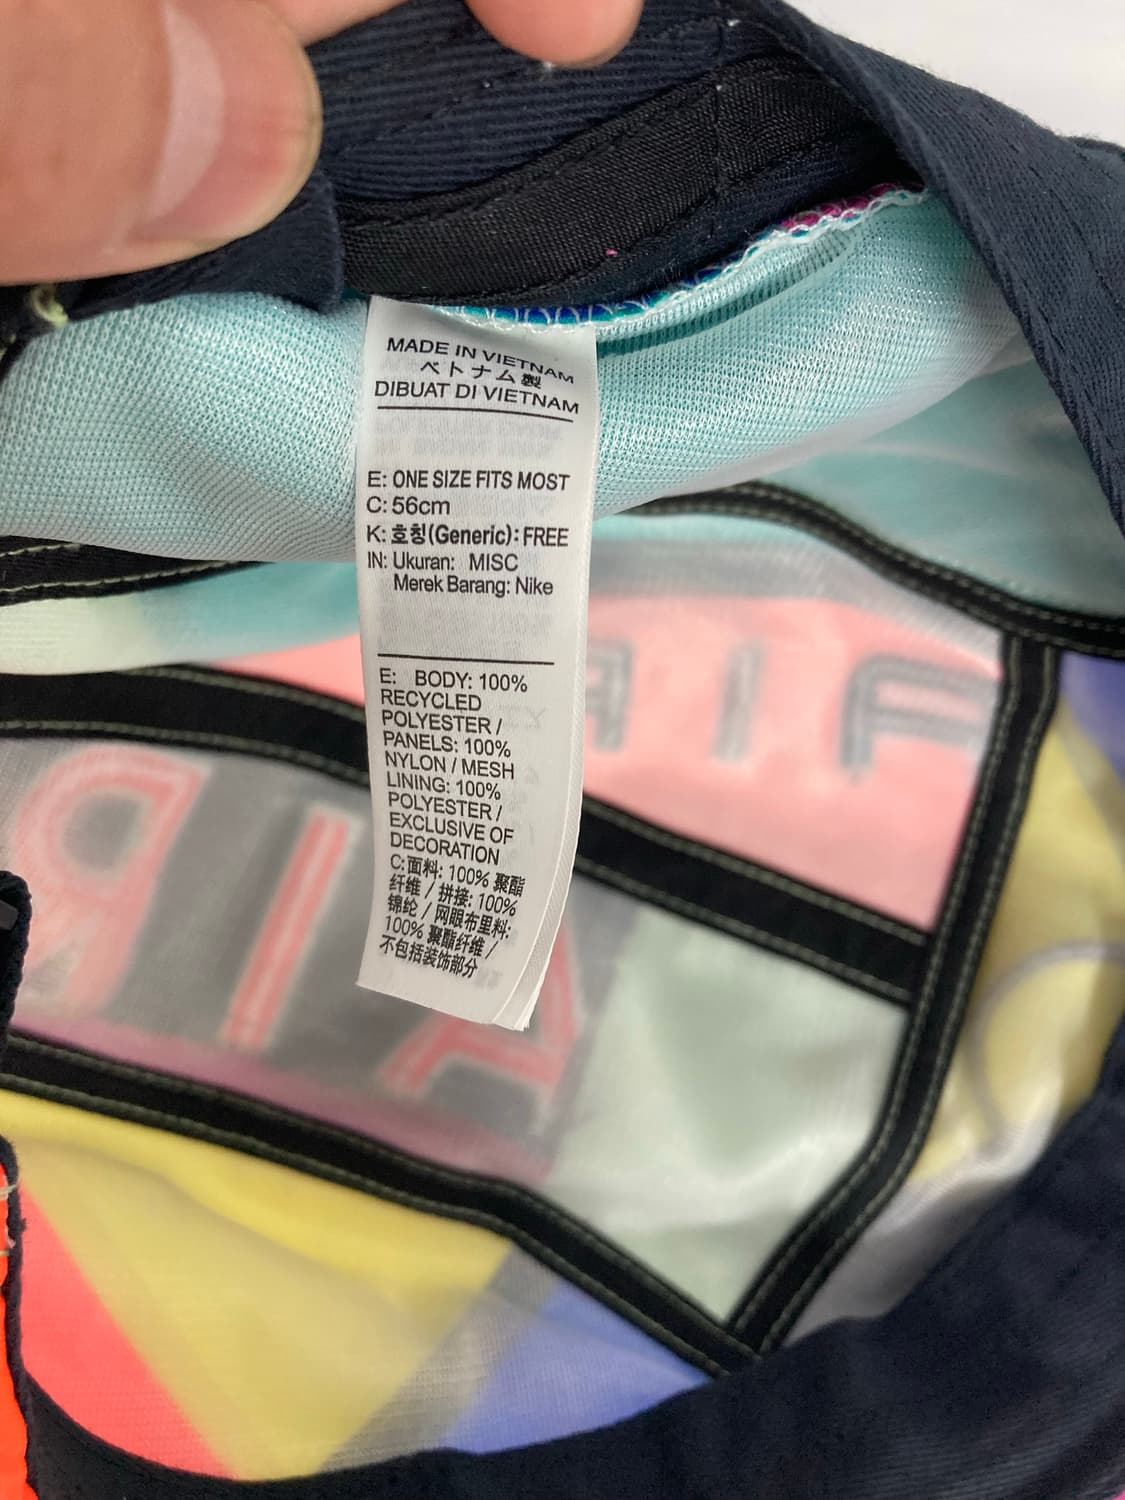 MADE IN VIETNAM
ベトナム製
DIBUAT DI VIETNAM
E: ONE SIZE FITS MOST
C: 56cm
K: 호칭(Generic): FREE
IN: Ukuran: MISC
Merek Barang: Nike
E: BODY: 100%
RECYCLED
POLYESTER /
PANELS: 100%
NYLON / MESH
LINING: 100%
POLYESTER /
EXCLUSIVE OF
DECORATION
C: 面料: 100% 聚酯
纤维 / 拼接: 100%
锦纶 / 网眼布里料:
100% 聚酯纤维 /
不包括装饰部分
AIR
AIR